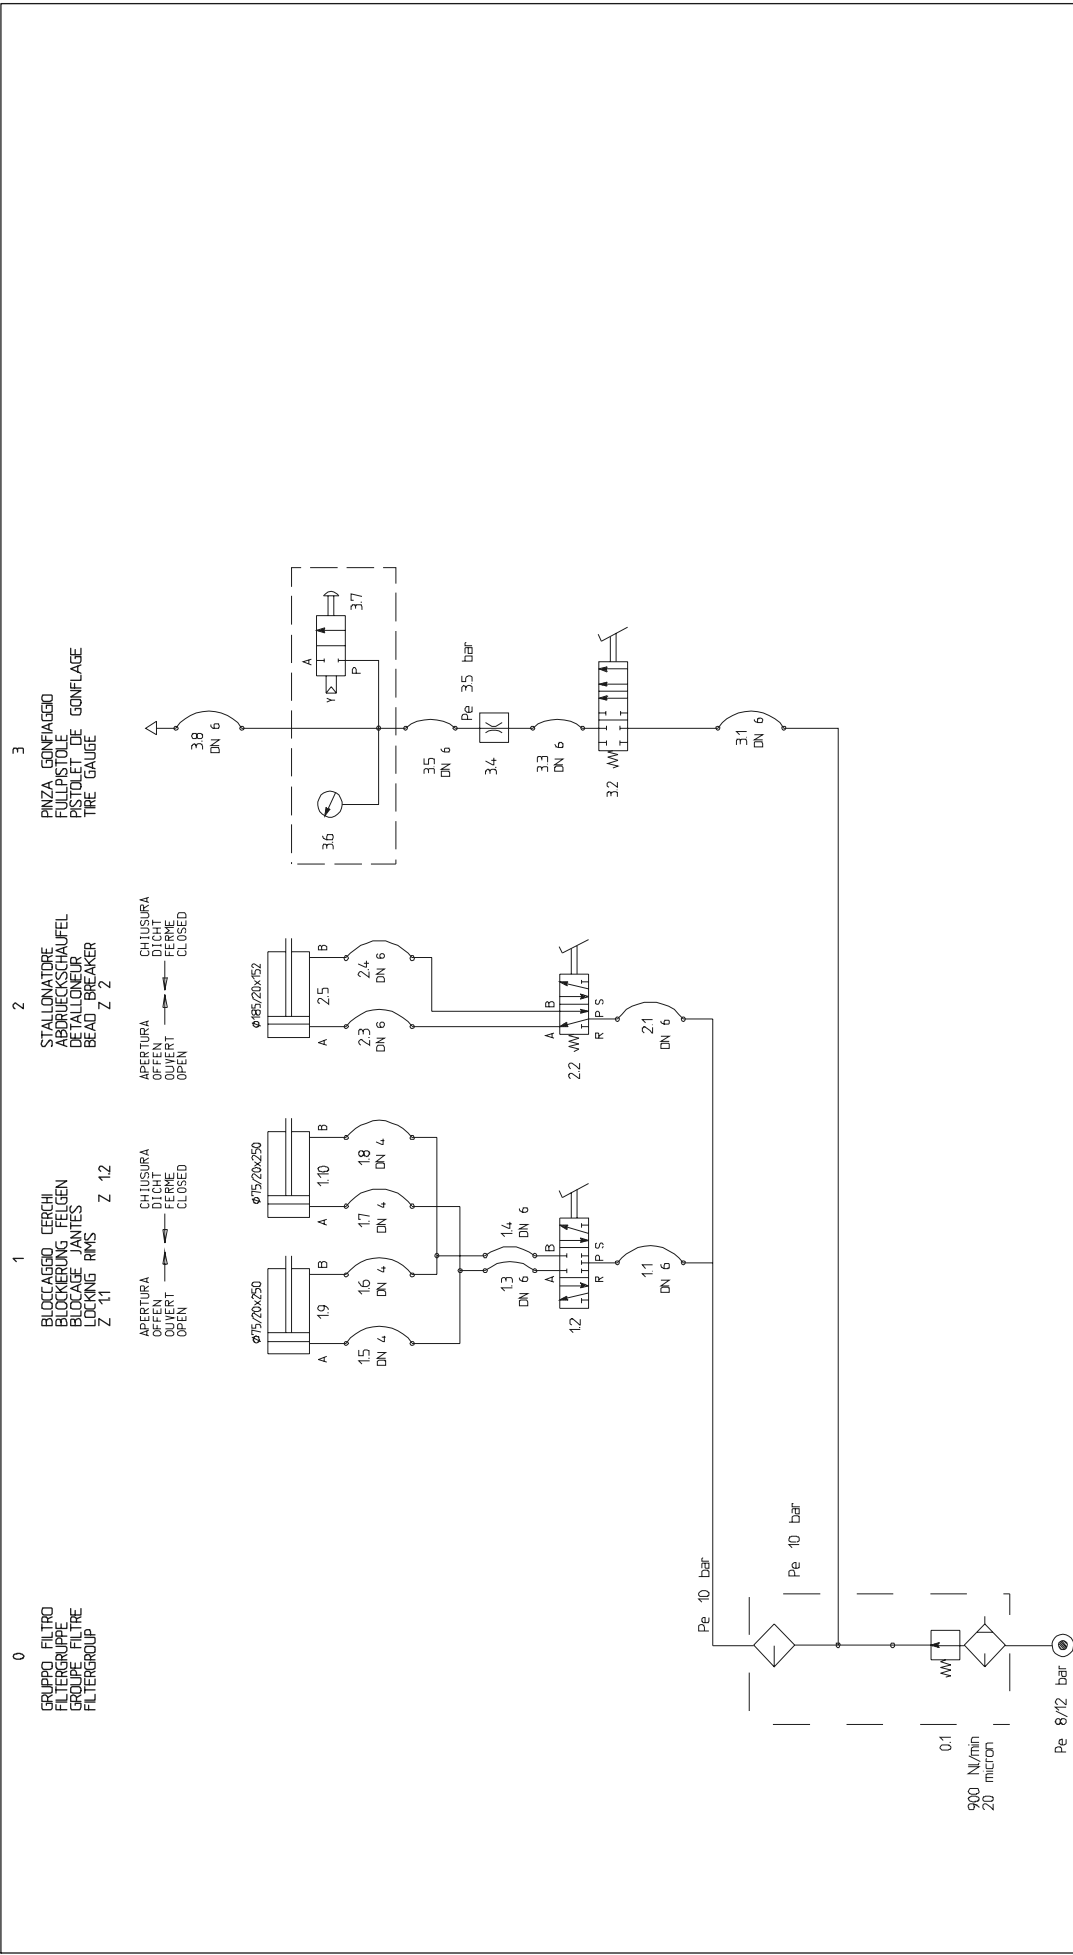 0
GRUPPO FILTRO
FILTERGRUPPE
GROUPE FILTRE
FILTERGROUP
1
BLOCCAGGIO CERCHI
BLOCKIERUNG FELGEN
BLOCAGE JANTES
LOCKING RIMS
Z 1.1 Z 1.2
2
STALLONATORE
ABDRUECKSCHAUFEL
DETALLONEUR
BEAD BREAKER
Z 2
3
PINZA GONFIAGGIO
FULLPISTOLE
PISTOLET DE GONFLAGE
TIRE GAUGE
APERTURA CHIUSURA
OFFEN DICHT
OUVERT FERME
OPEN CLOSED
APERTURA CHIUSURA
OFFEN DICHT
OUVERT FERME
OPEN CLOSED
ø75/20x250
A 1.9 B
1.5
DN 4
1.6
DN 4
ø75/20x250
A 1.10 B
1.7
DN 4
1.8
DN 4
1.3
DN 6
1.4
DN 6
A B
1.2
R P S
1.1
DN 6
ø185/20x152
A 2.5 B
2.3
DN 6
2.4
DN 6
A B
2.2
R P S
2.1
DN 6
3.8
DN 6
3.6
Y
A
P
3.7
3.5
DN 6
Pe 3.5 bar
3.4
3.3
DN 6
3.2
3.1
DN 6
Pe 10 bar
Pe 10 bar
0.1
900 Nl/min
20 micron
Pe 8/12 bar